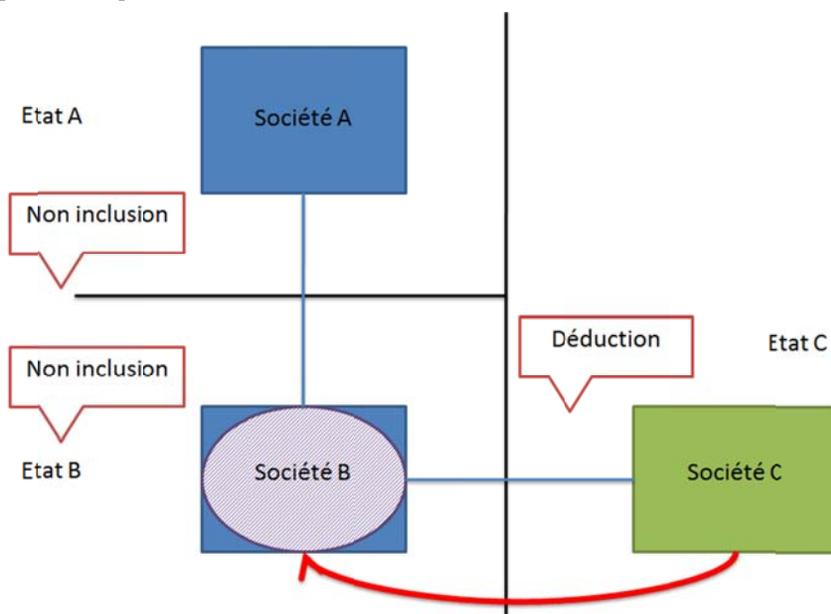 Etat A
Société A
Non inclusion
Déduction
Etat C
Non inclusion
Etat B
Société B
Société C